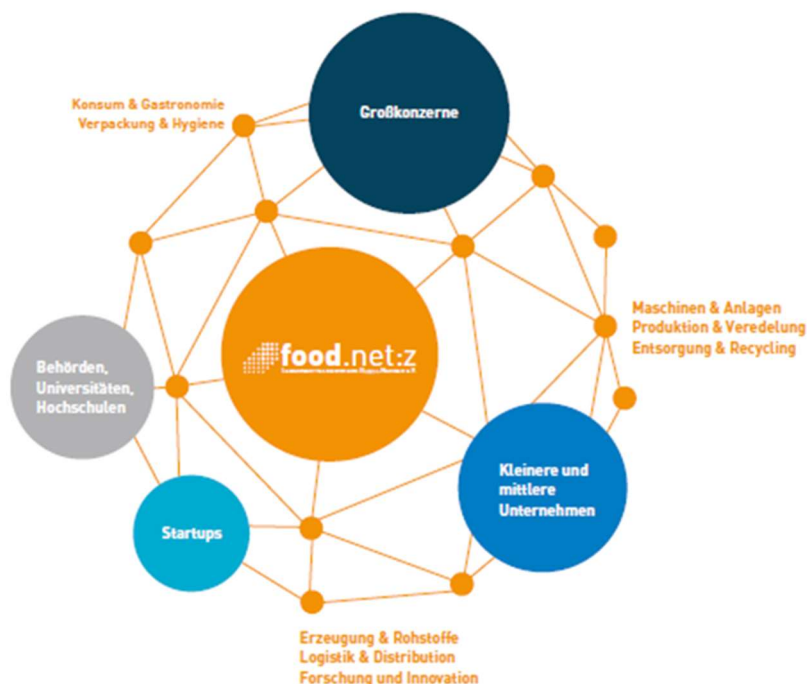 Großkonzerne
Konsum & Gastronomie
Verpackung & Hygiene
Maschinen & Anlagen
Produktion & Veredelung
Entsorgung & Recycling
food.net:z
Behörden,
Universitäten,
Hochschulen
Kleinere und
mittlere
Unternehmen
Startups
Erzeugung & Rohstoffe
Logistik & Distribution
Forschung und Innovation